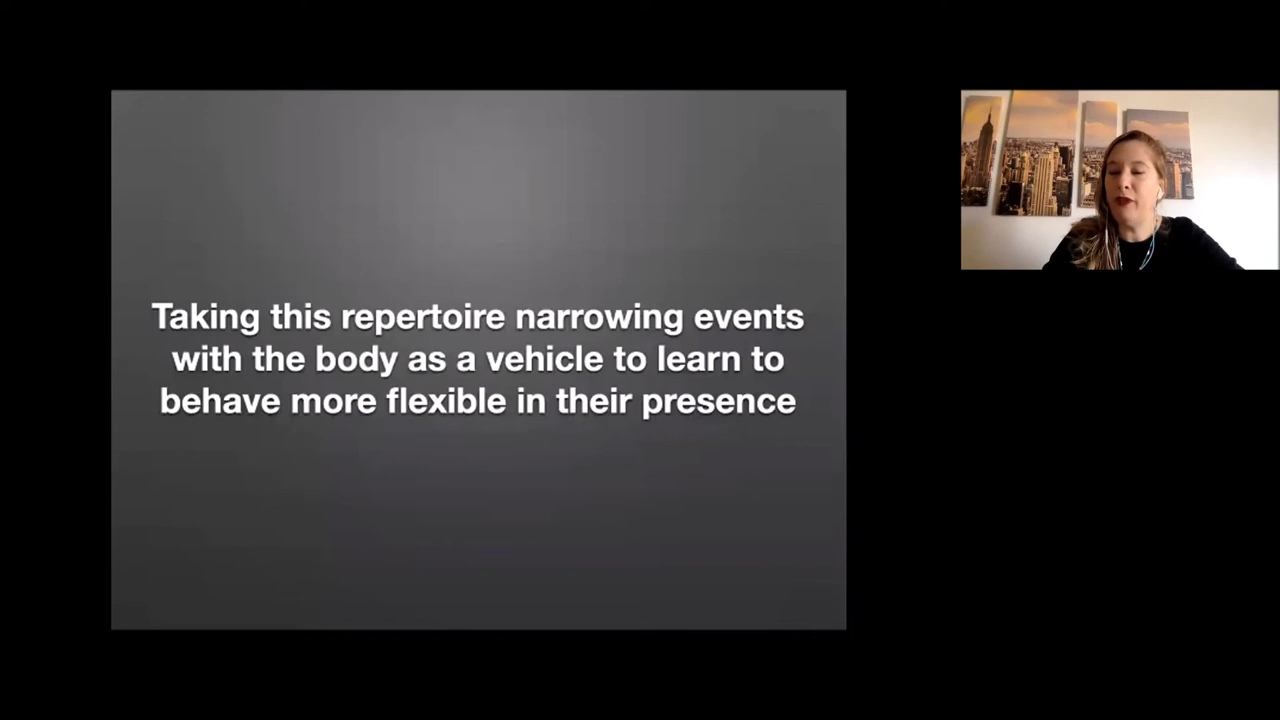 Taking this repertoire narrowing events
with the body as a vehicle to learn to
behave more flexible in their presence